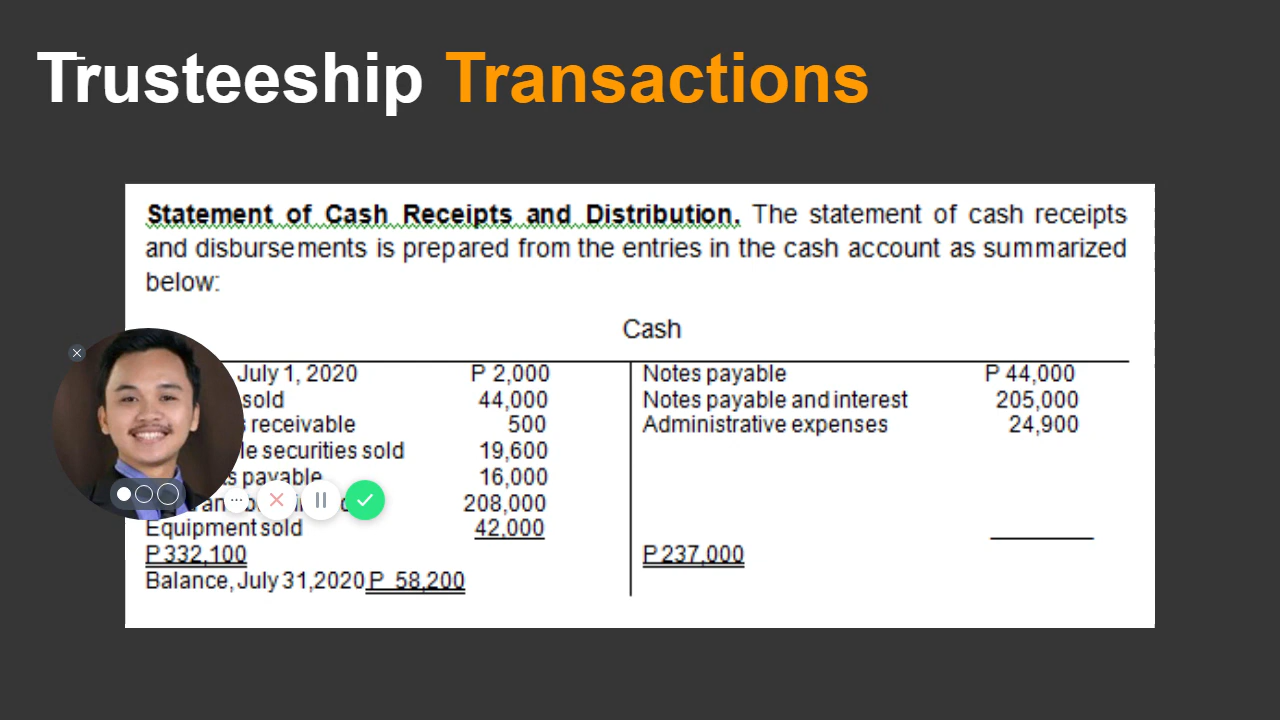 Trusteeship Transactions
Statement of Cash Receipts and Distribution. The statement of cash receipts
and disbursements is prepared from the entries in the cash account as summarized
below:
Cash
July 1, 2020 P 2,000 Notes payable P 44,000
sold 44,000 Notes payable and interest 205,000
receivable 500 Administrative expenses 24,900
securities sold 19,600
payable 16,000
208,000
Equipment sold 42,000
P 332,100 P 237,000
Balance, July 31,2020 P 58,200